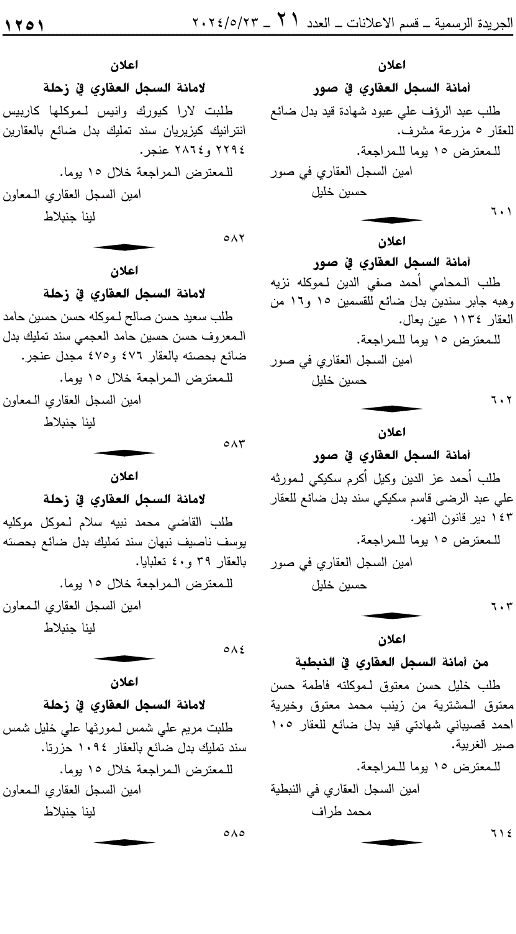 الجريدة الرسمية ــ قسم الاعلانات ــ العدد ٢١ ــ ٢٠٢٤/٥/٢٣
١٢٥١
اعلان
أمانة السجل العقاري في صور
طلب عبد الرؤف علي عبود شهادة قيد بدل ضائع
للعقار ٥ مزرعة مشرف.
للمعترض ١٥ يوما للمراجعة.
امين السجل العقاري في صور
حسين خليل
٦٠١
اعلان
أمانة السجل العقاري في صور
طلب المحامي أحمد صفي الدين لموكله نزيه
وهبه جابر سندين بدل ضائع للقسمين ١٥ و١٦ من
العقار ١١٣٤ عين بعال.
للمعترض ١٥ يوما للمراجعة.
امين السجل العقاري في صور
حسين خليل
٦٠٢
اعلان
أمانة السجل العقاري في صور
طلب أحمد عز الدين وكيل أكرم سكيكي لمورثه
علي عبد الرضى قاسم سكيكي سند بدل ضائع للعقار
١٤٣ دير قانون النهر.
للمعترض ١٥ يوما للمراجعة.
امين السجل العقاري في صور
حسين خليل
٦٠٣
اعلان
من أمانة السجل العقاري في النبطية
طلب خليل حسن معتوق لموكلته فاطمة حسن
معتوق المشترية من زينب محمد معتوق وخيرية
احمد قصيباني شهادتي قيد بدل ضائع للعقار ١٠٥
صير الغربية.
للمعترض ١٥ يوما للمراجعة.
امين السجل العقاري في النبطية
محمد طراف
٦١٤
اعلان
لامانة السجل العقاري في زحلة
طلبت لارا كيورك وانيس لموكلها كاربيس
انترانيك كيزيريان سند تمليك بدل ضائع بالعقارين
٢٢٩٤ و٢٨٦٤ عنجر.
للمعترض المراجعة خلال ١٥ يوما.
امين السجل العقاري المعاون
لينا جنبلاط
٥٨٢
اعلان
لامانة السجل العقاري في زحلة
طلب سعيد حسن صالح لموكله حسن حسين حامد
المعروف حسن حسين حامد العجمي سند تمليك بدل
ضائع بحصته بالعقار ٤٧٦ و٤٧٥ مجدل عنجر.
للمعترض المراجعة خلال ١٥ يوما.
امين السجل العقاري المعاون
لينا جنبلاط
٥٨٣
اعلان
لامانة السجل العقاري في زحلة
طلب القاضي محمد نبيه سلام لموكل موكليه
يوسف ناصيف نبهان سند تمليك بدل ضائع بحصته
بالعقار ٣٩ و٤٠ تعلبايا.
للمعترض المراجعة خلال ١٥ يوما.
امين السجل العقاري المعاون
لينا جنبلاط
٥٨٤
اعلان
لامانة السجل العقاري في زحلة
طلبت مريم علي شمس لمورثها علي خليل شمس
سند تمليك بدل ضائع بالعقار ١٠٩٤ حزرتا.
للمعترض المراجعة خلال ١٥ يوما.
امين السجل العقاري المعاون
لينا جنبلاط
٥٨٥